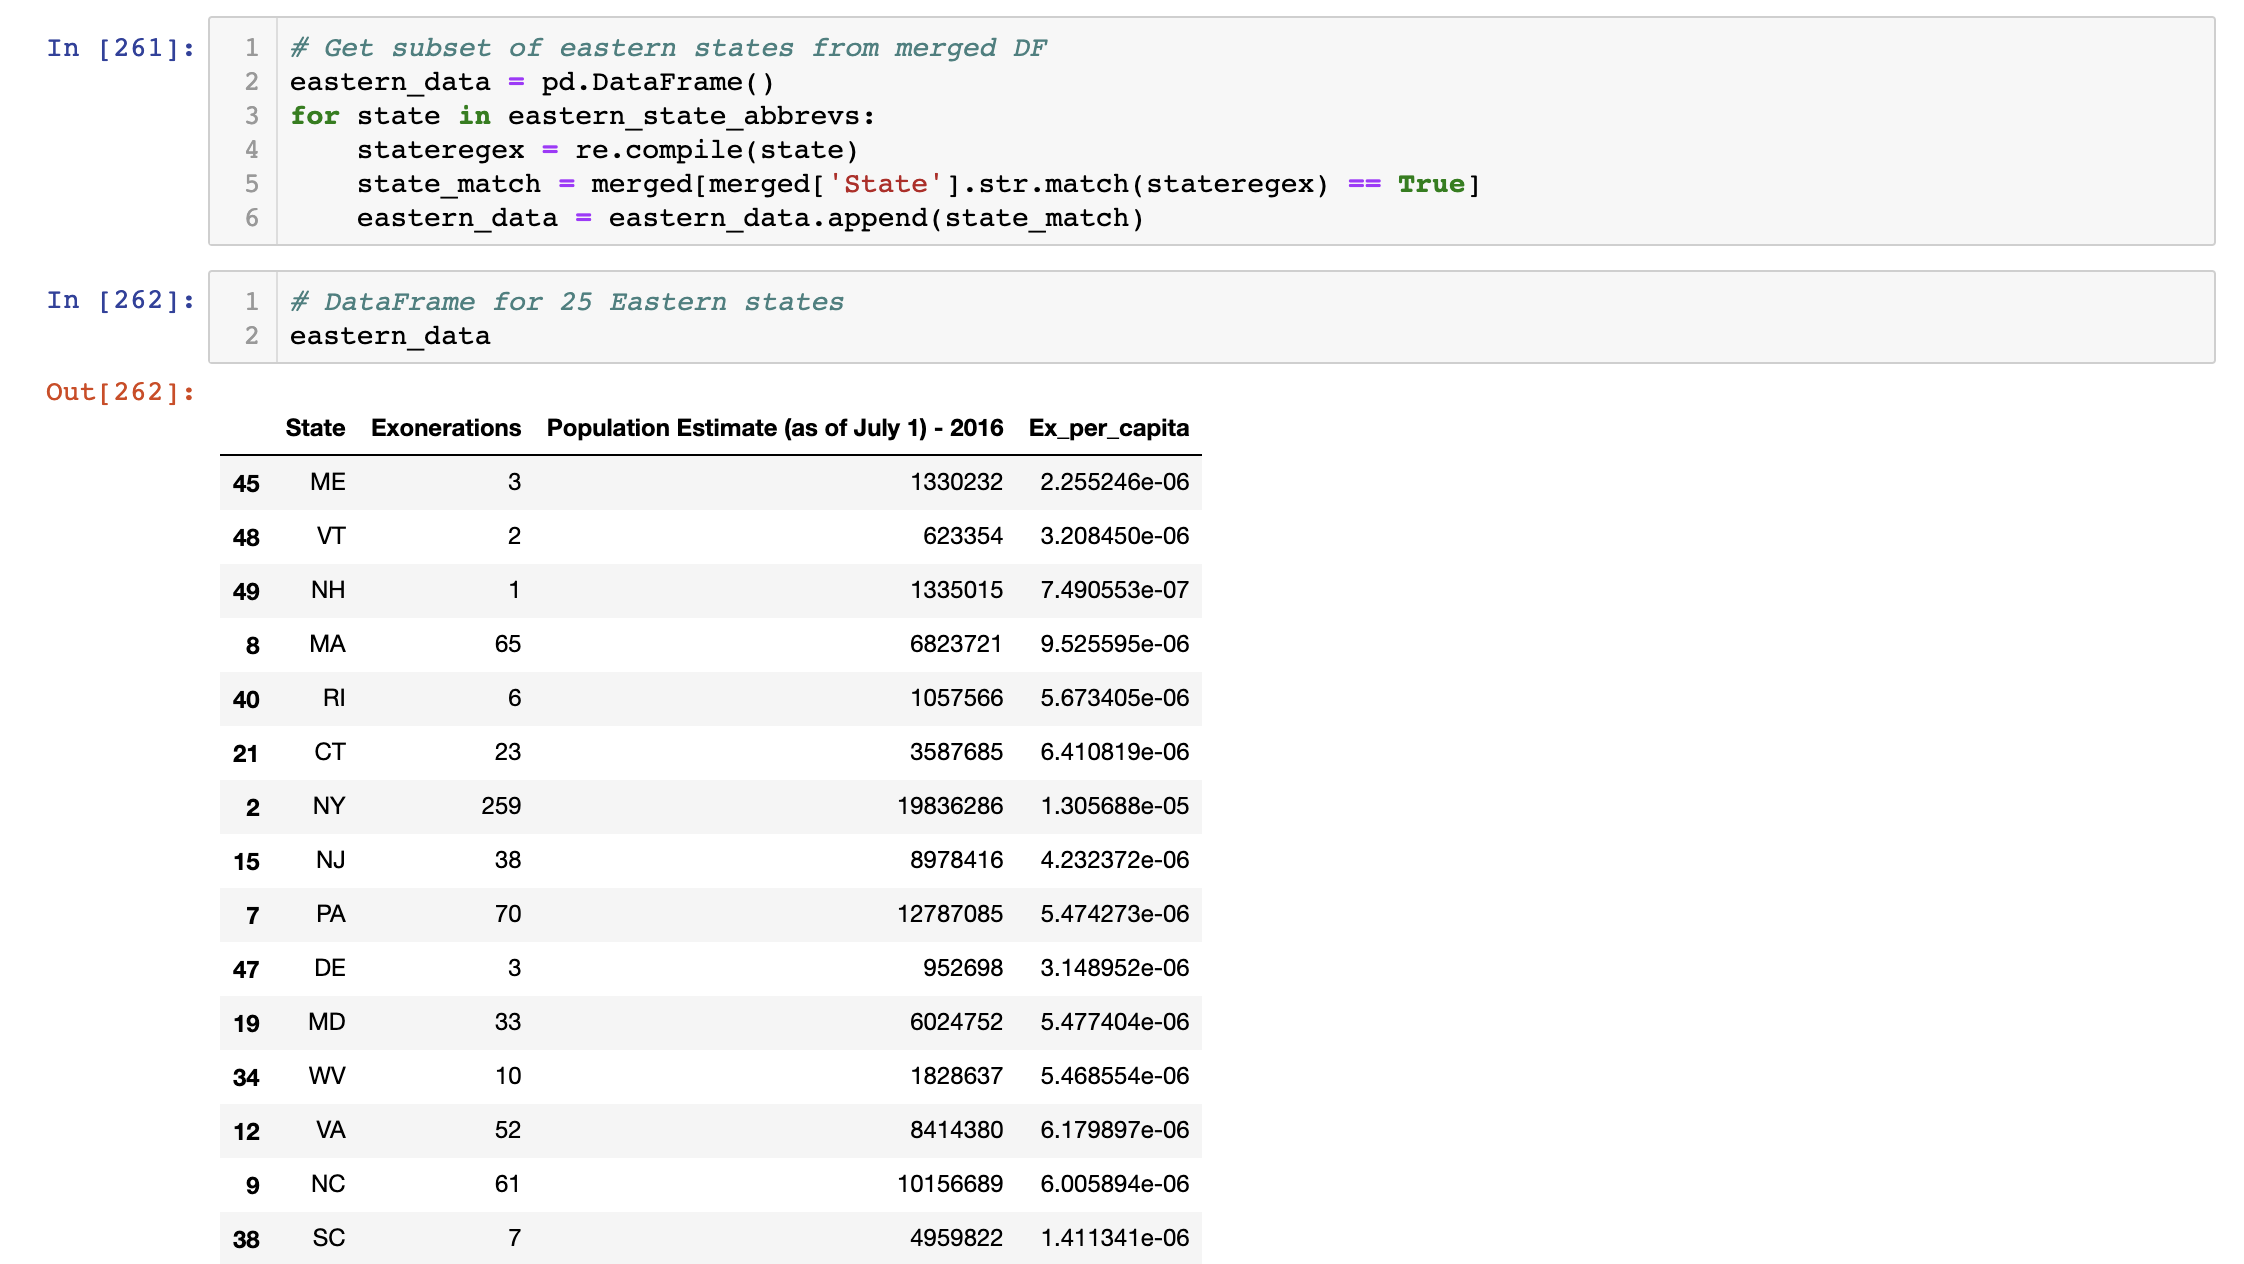 In [261]:
1 # Get subset of eastern states from merged DF
2 eastern_data = pd.DataFrame()
3 for state in eastern_state_abbrevs:
4     stateregex = re.compile(state)
5     state_match = merged[merged['State'].str.match(stateregex) == True]
6     eastern_data = eastern_data.append(state_match)
In [262]:
1 # DataFrame for 25 Eastern states
2 eastern_data
Out[262]:
State Exonerations Population Estimate (as of July 1) - 2016 Ex_per_capita
45 ME 3 1330232 2.255246e-06
48 VT 2 623354 3.208450e-06
49 NH 1 1335015 7.490553e-07
8 MA 65 6823721 9.525595e-06
40 RI 6 1057566 5.673405e-06
21 CT 23 3587685 6.410819e-06
2 NY 259 19836286 1.305688e-05
15 NJ 38 8978416 4.232372e-06
7 PA 70 12787085 5.474273e-06
47 DE 3 952698 3.148952e-06
19 MD 33 6024752 5.477404e-06
34 WV 10 1828637 5.468554e-06
12 VA 52 8414380 6.179897e-06
9 NC 61 10156689 6.005894e-06
38 SC 7 4959822 1.411341e-06